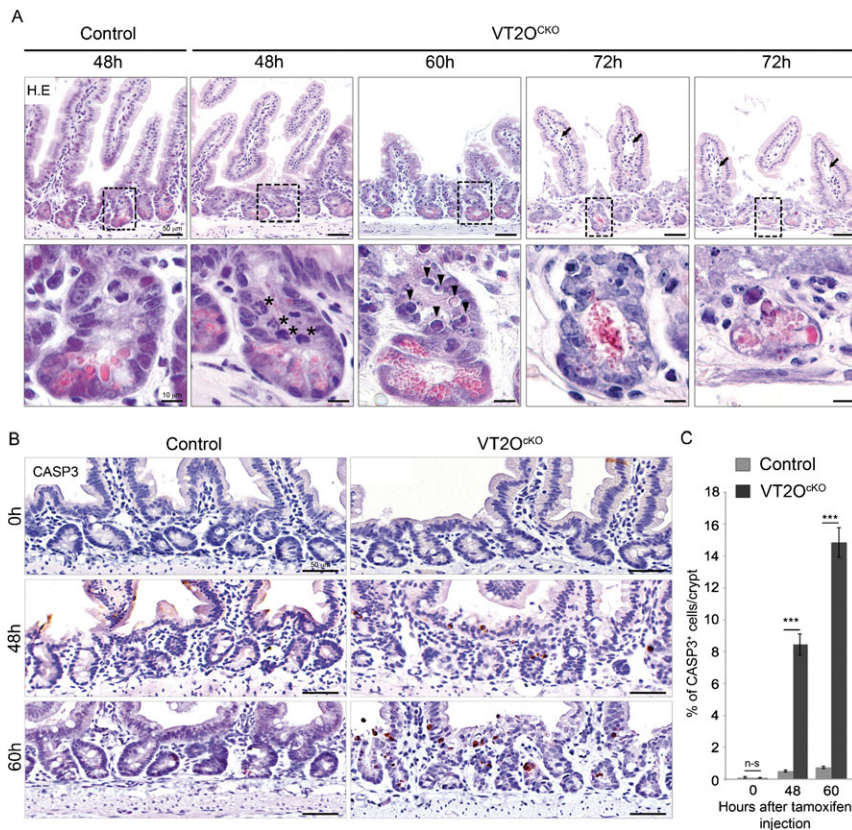 A
Control
VT2O^CKO
48h
48h
60h
72h
72h
H.E
50 μm
* * * * *
10 μm
B
Control
VT2O^cKO
CASP3
0h
50 μm
48h
60h
C
Control
VT2O^cKO
% of CASP3⁺ cells/crypt
18
16
14
12
10
8
6
4
2
0
n-s
***
***
0 48 60
Hours after tamoxifen
injection